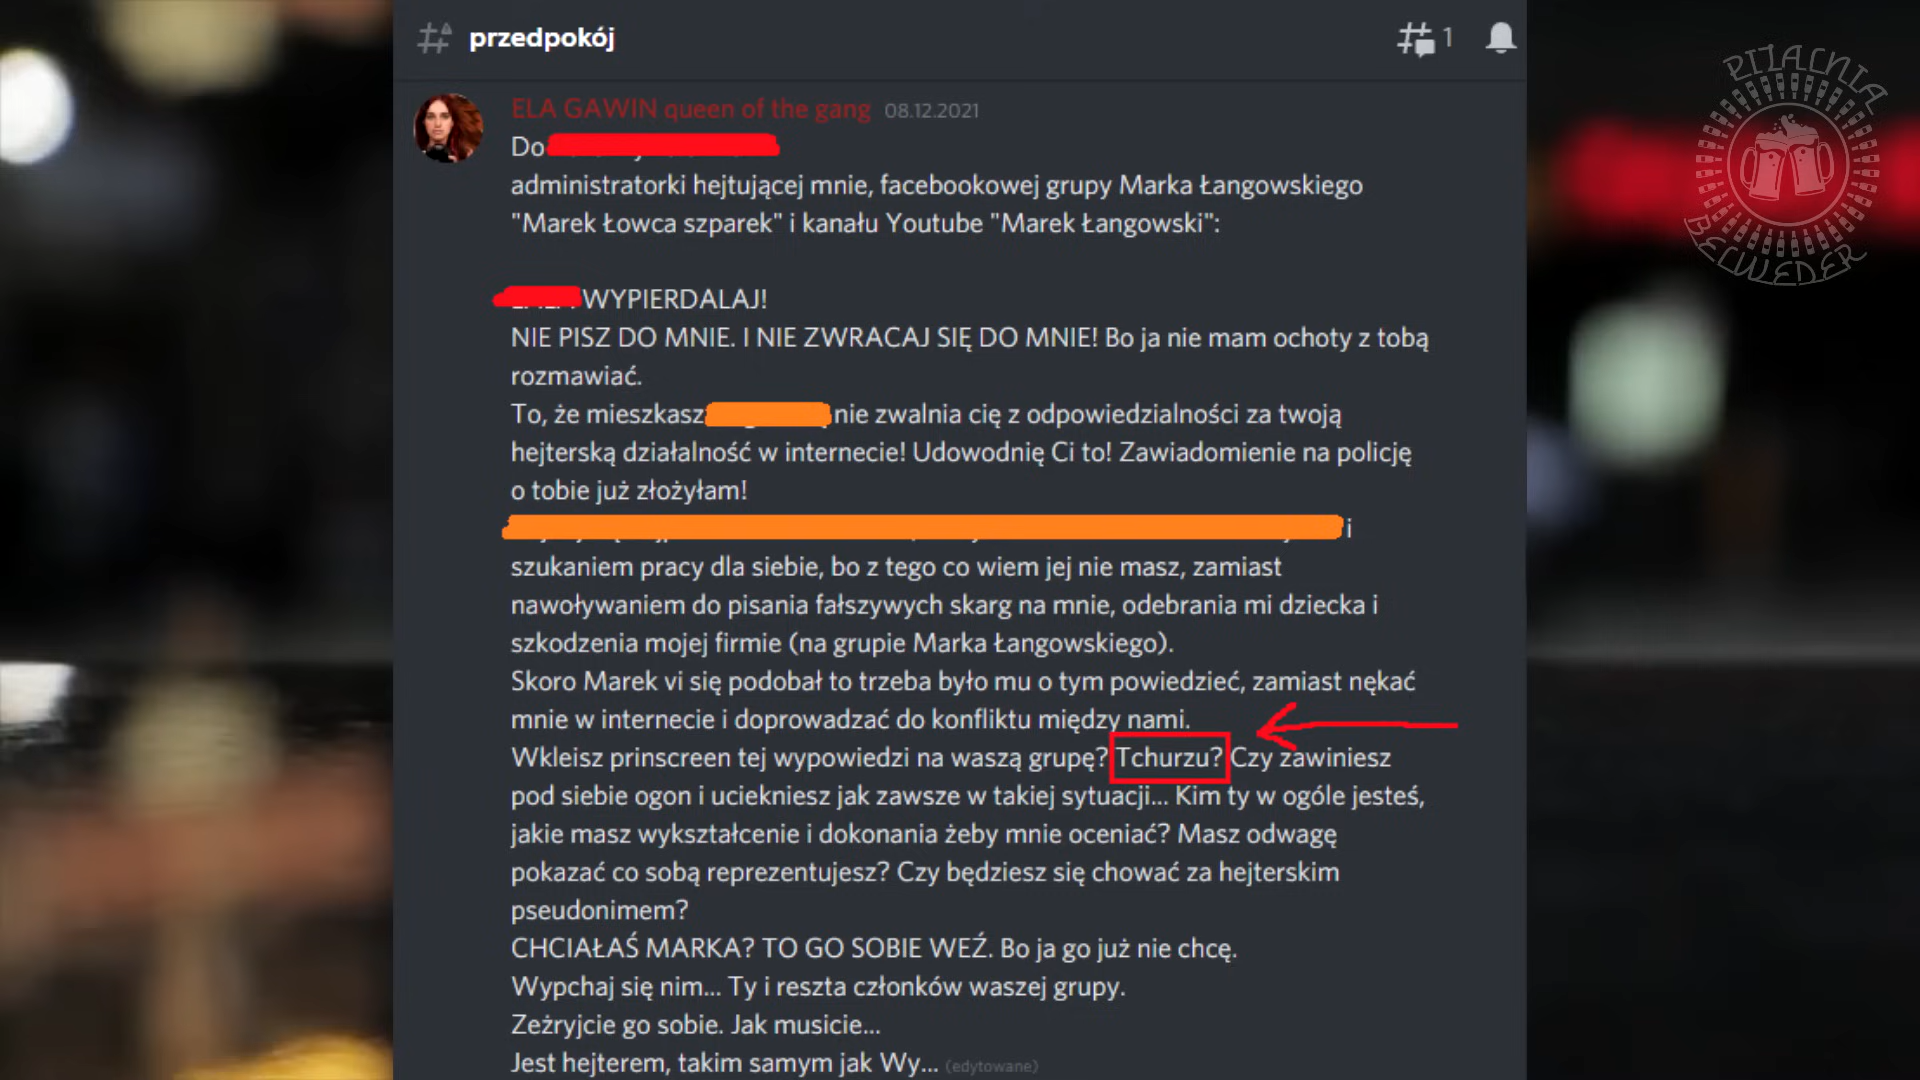 przedpokój
1
ELA GAWIN queen of the gang 08.12.2021
Do
administratorki hejtującej mnie, facebookowej grupy Marka Łangowskiego
"Marek Łowca szparek" i kanału Youtube "Marek Łangowski":
WYPIERDALAJ!
NIE PISZ DO MNIE. I NIE ZWRACAJ SIĘ DO MNIE! Bo ja nie mam ochoty z tobą
rozmawiać.
To, że mieszkasz nie zwalnia cię z odpowiedzialności za twoją
hejterską działalność w internecie! Udowodnię Ci to! Zawiadomienie na policję
o tobie już złożyłam!
i
szukaniem pracy dla siebie, bo z tego co wiem jej nie masz, zamiast
nawoływaniem do pisania fałszywych skarg na mnie, odebrania mi dziecka i
szkodzenia mojej firmie (na grupie Marka Łangowskiego).
Skoro Marek vi się podobał to trzeba było mu o tym powiedzieć, zamiast nękać
mnie w internecie i doprowadzać do konfliktu między nami.
Wkleisz prinscreen tej wypowiedzi na waszą grupę? Tchurzu? Czy zawiniesz
pod siebie ogon i uciekniesz jak zawsze w takiej sytuacji... Kim ty w ogóle jesteś,
jakie masz wykształcenie i dokonania żeby mnie oceniać? Masz odwagę
pokazać co sobą reprezentujesz? Czy będziesz się chować za hejterskim
pseudonimem?
CHCIAŁAŚ MARKA? TO GO SOBIE WEŹ. Bo ja go już nie chcę.
Wypchaj się nim... Ty i reszta członków waszej grupy.
Zeżryjcie go sobie. Jak musicie...
Jest hejterem, takim samym jak Wy... (edytowane)
PIJALNIA
BELWEDER